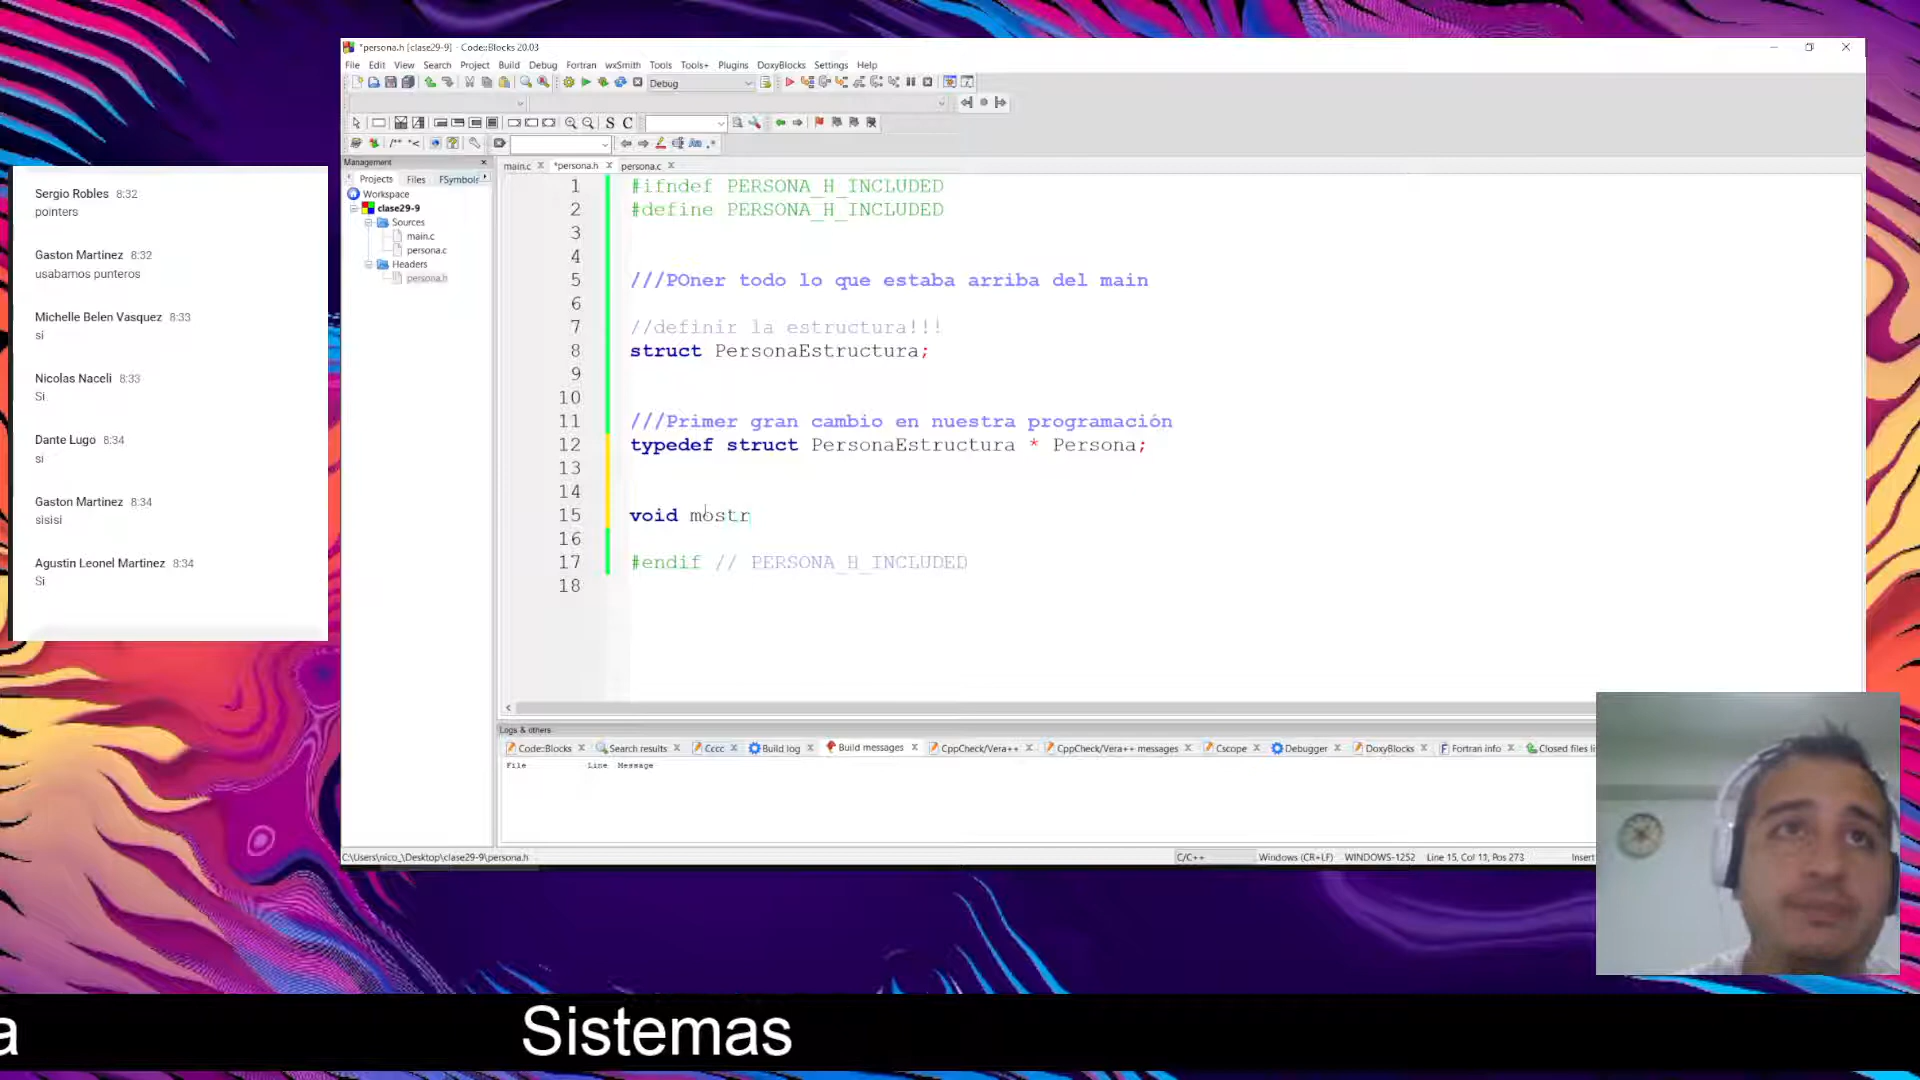 *persona.h [clase29-9] - Code::Blocks 20.03
File Edit View Search Project Build Debug Fortran wxSmith Tools Tools+ Plugins DoxyBlocks Settings Help
Debug
S C
/** *<
Aa .*
Management
Projects Files FSymbols
Workspace
clase29-9
Sources
main.c
persona.c
Headers
persona.h
main.c *persona.h persona.c
1 #ifndef PERSONA_H_INCLUDED
2 #define PERSONA_H_INCLUDED
3
4
5 ///POner todo lo que estaba arriba del main
6
7 //definir la estructura!!!
8 struct PersonaEstructura;
9
10
11 ///Primer gran cambio en nuestra programación
12 typedef struct PersonaEstructura * Persona;
13
14
15 void mostr
16
17 #endif // PERSONA_H_INCLUDED
18
Sergio Robles 8:32
pointers
Gaston Martinez 8:32
usabamos punteros
Michelle Belen Vasquez 8:33
si
Nicolas Naceli 8:33
Si
Dante Lugo 8:34
si
Gaston Martinez 8:34
sisisi
Agustin Leonel Martinez 8:34
Si
Logs & others
Code::Blocks Search results Cccc Build log Build messages CppCheck/Vera++ CppCheck/Vera++ messages Cscope Debugger DoxyBlocks Fortran info Closed files li
File Line Message
C:\Users\nico_\Desktop\clase29-9\persona.h C/C++ Windows (CR+LF) WINDOWS-1252 Line 15, Col 11, Pos 273 Insert
a Sistemas